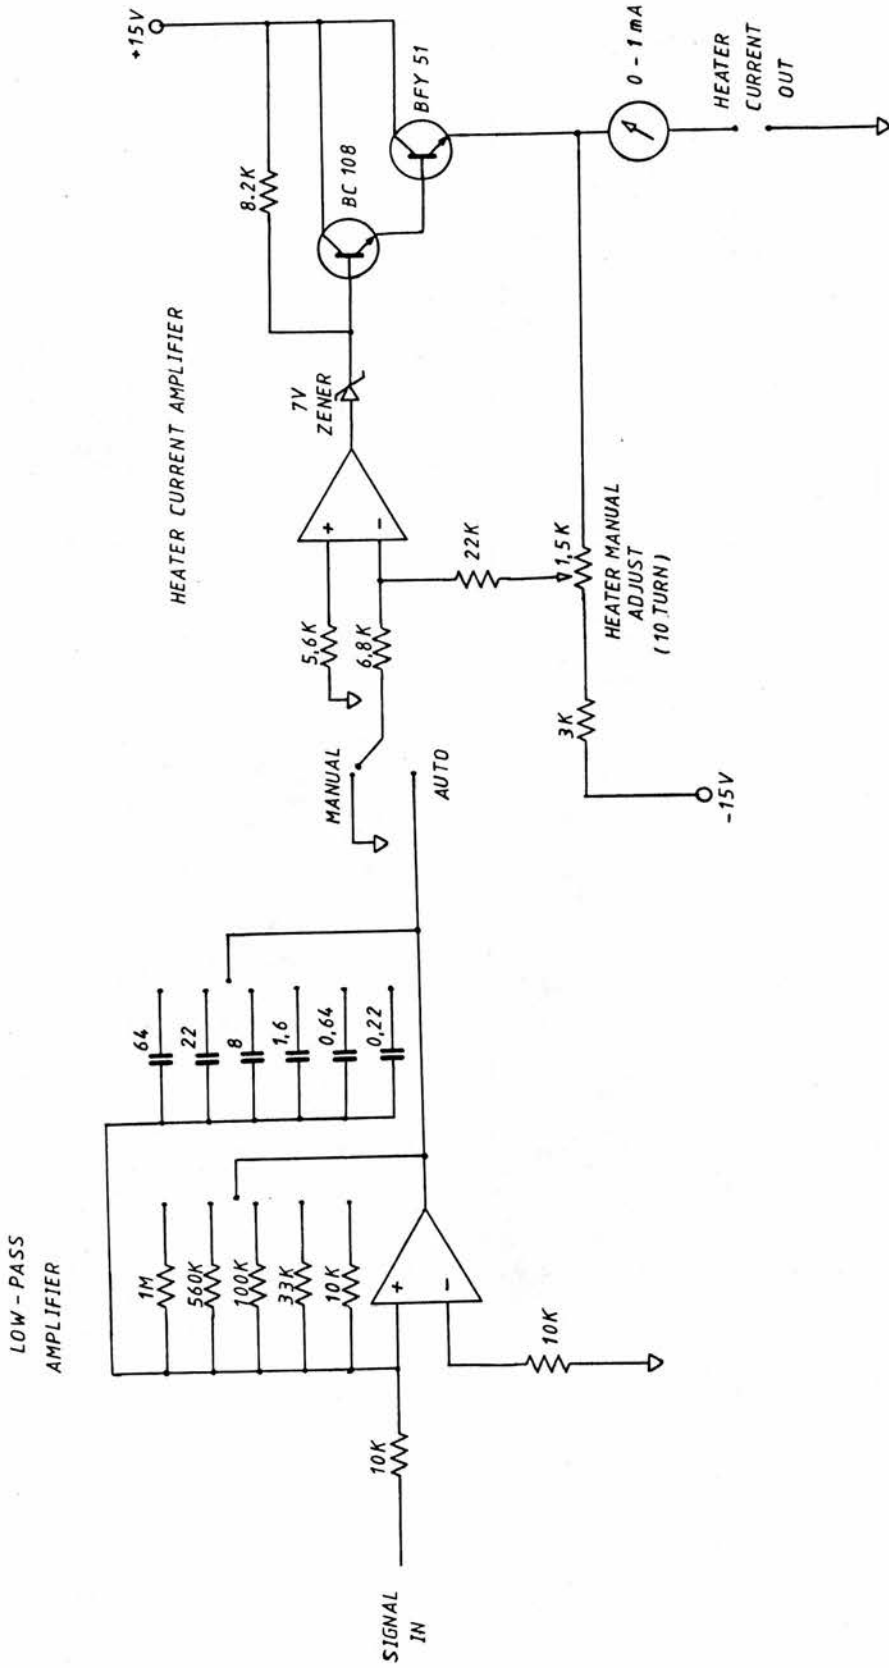 LOW-PASS
AMPLIFIER
SIGNAL
IN
10K
1M
560K
100K
33K
10K
+
-
10K
64
22
8
1,6
0,64
0,22
MANUAL
AUTO
HEATER CURRENT AMPLIFIER
5,6K
6,8K
+
-
7V
ZENER
22K
1,5K
HEATER MANUAL
ADJUST
(10 TURN)
3K
-15V
8.2K
BC 108
BFY 51
+15V
0-1mA
HEATER
CURRENT
OUT